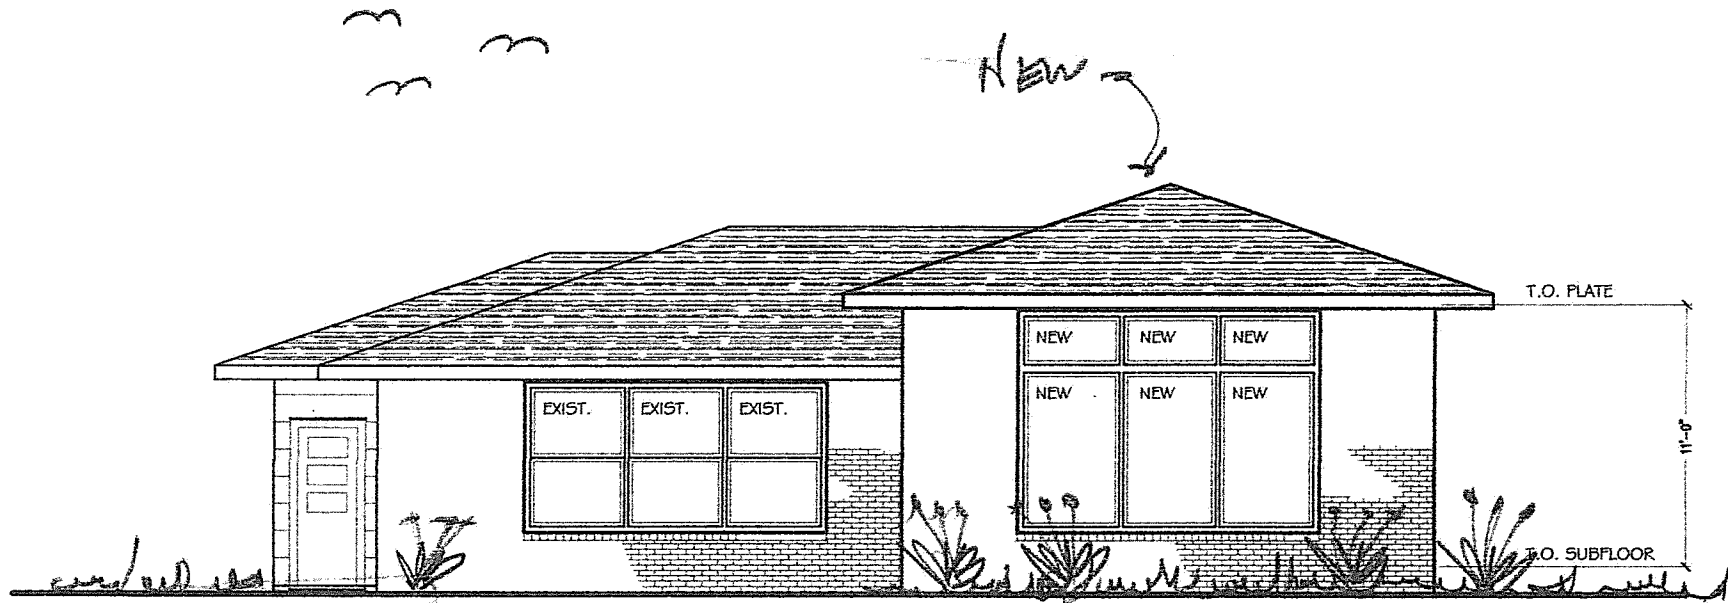 NEW
T.O. PLATE
NEW NEW NEW
NEW NEW NEW
EXIST. EXIST. EXIST.
11'-0"
T.O. SUBFLOOR